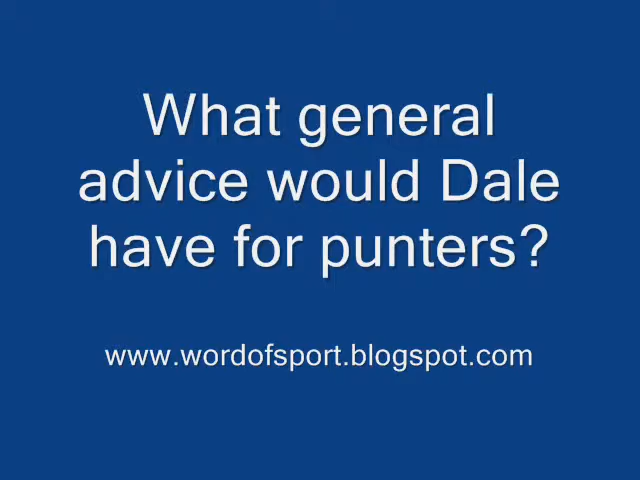 What general
advice would Dale
have for punters?
www.wordofsport.blogspot.com